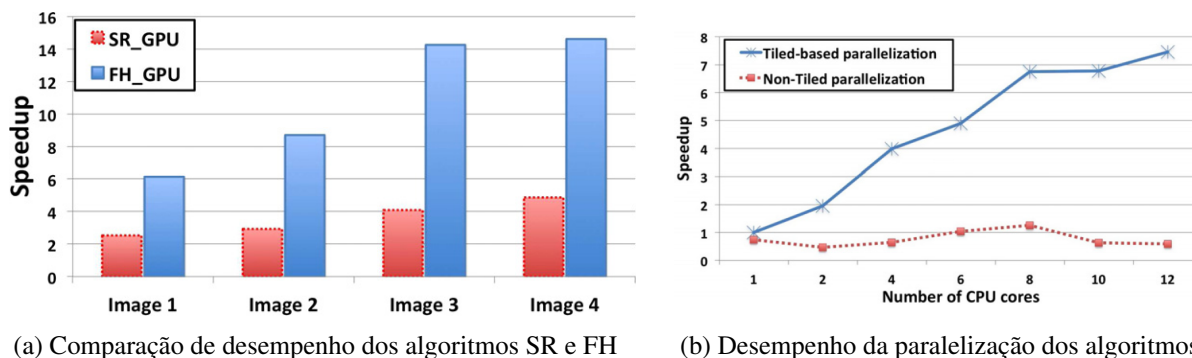 16
14
12
10
8
6
4
2
0
Speedup
SR_GPU
FH_GPU
Image 1 Image 2 Image 3 Image 4
(a) Comparação de desempenho dos algoritmos SR e FH
8
7
6
5
4
3
2
1
0
Speedup
Tiled-based parallelization
Non-Tiled parallelization
1 2 4 6 8 10 12
Number of CPU cores
(b) Desempenho da paralelização dos algoritmos